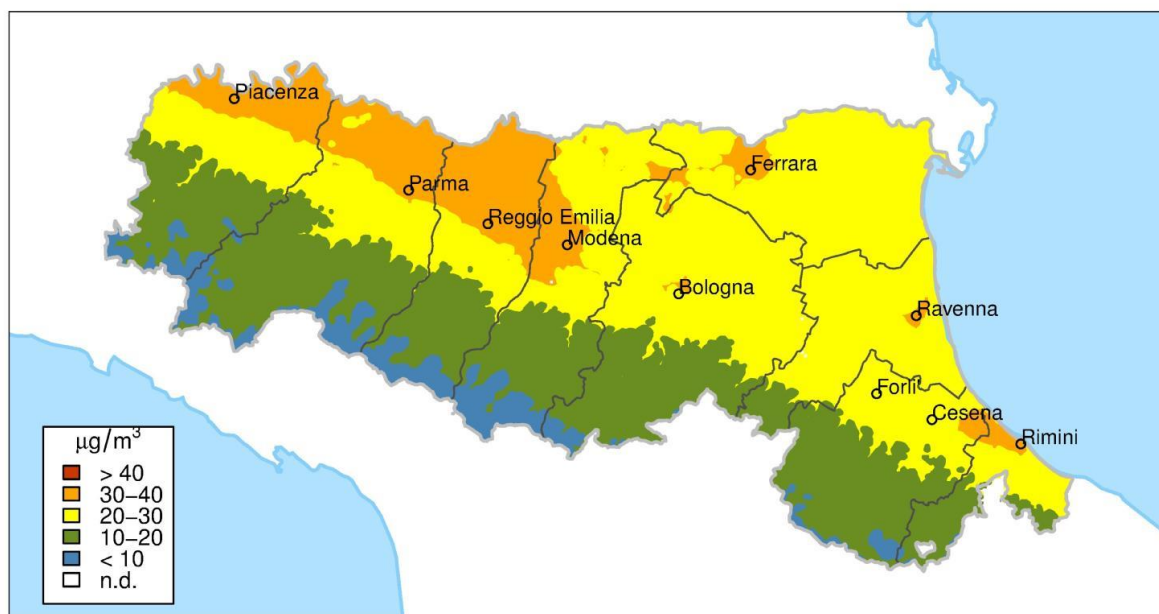 Piacenza
Ferrara
Parma
Reggio Emilia
Modena
Bologna
Ravenna
Forlì
Cesena
Rimini
µg/m³
> 40
30–40
20–30
10–20
< 10
n.d.